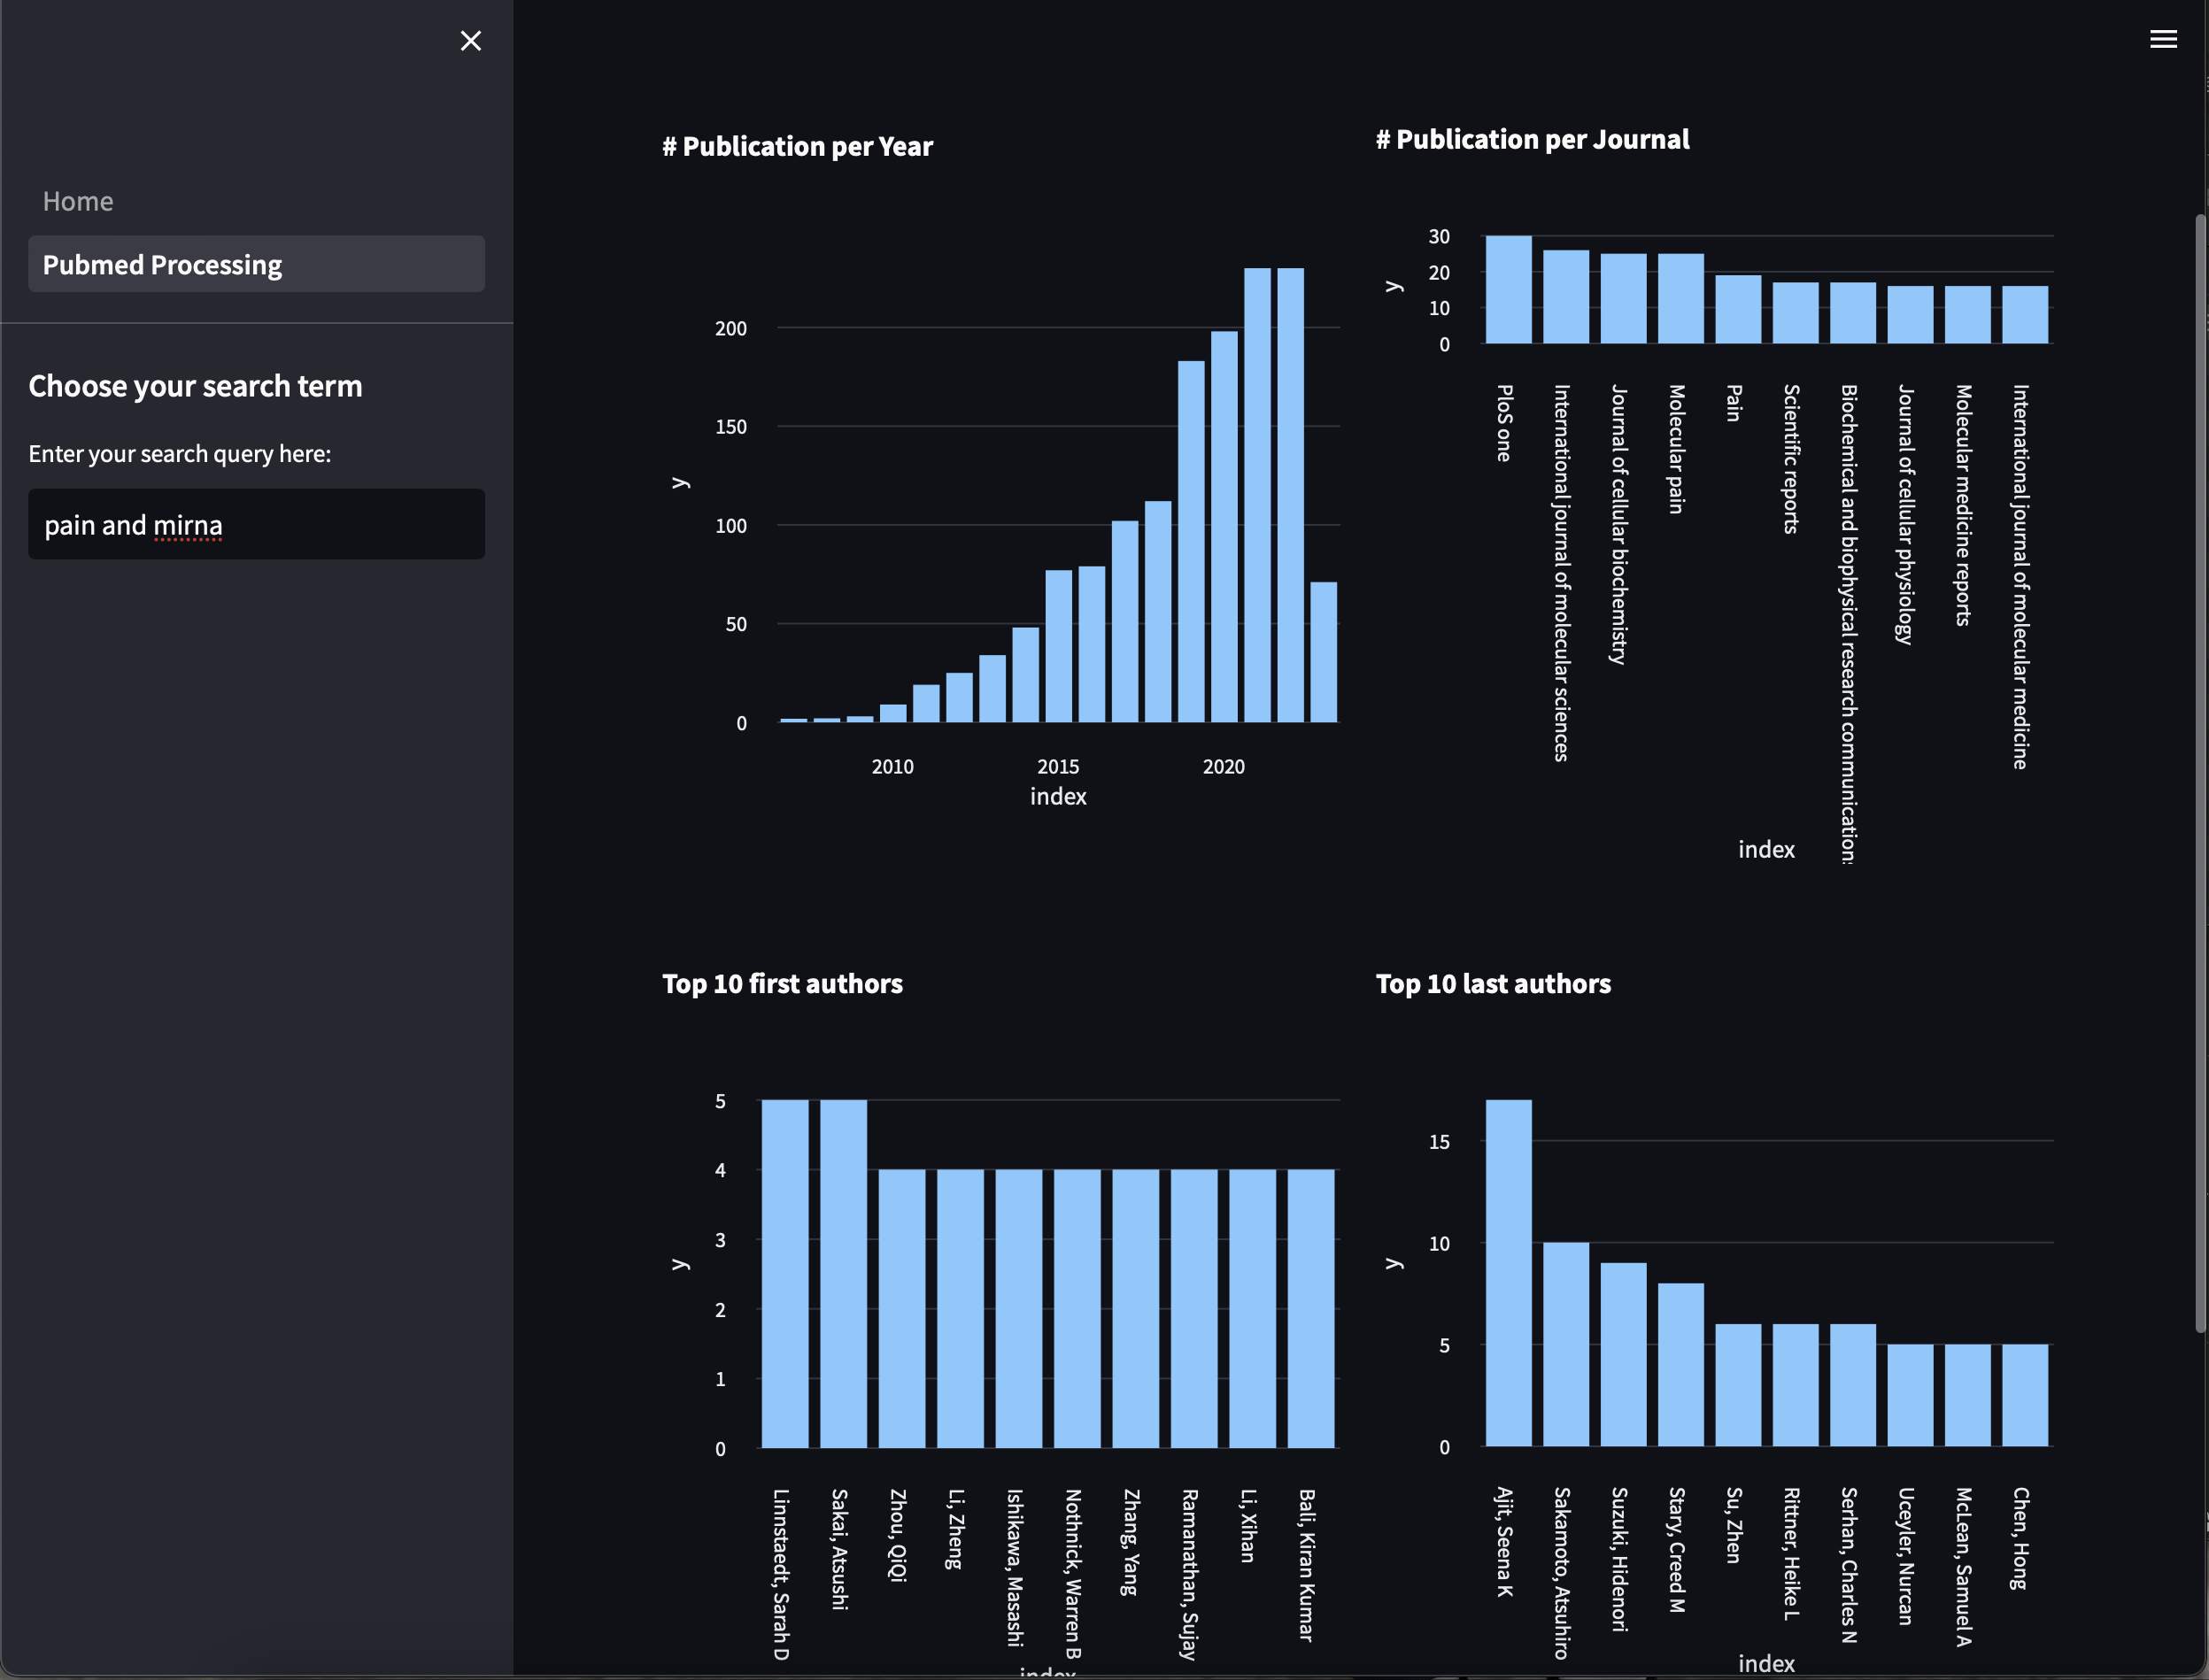 Home
Pubmed Processing
Choose your search term
Enter your search query here:
pain and mirna
# Publication per Year
200
150
100
50
0
y
2010
2015
2020
index
# Publication per Journal
30
20
10
0
y
PloS one
International journal of molecular sciences
Journal of cellular biochemistry
Molecular pain
Pain
Scientific reports
Biochemical and biophysical research communications
Journal of cellular physiology
Molecular medicine reports
International journal of molecular medicine
index
Top 10 first authors
5
4
3
2
1
0
y
Linnstaedt, Sarah D
Sakai, Atsushi
Zhou, QiQi
Li, Zheng
Ishikawa, Masashi
Nothnick, Warren B
Zhang, Yang
Ramanathan, Sujay
Li, Xihan
Bali, Kiran Kumar
index
Top 10 last authors
15
10
5
0
y
Ajit, Seena K
Sakamoto, Atsuhiro
Suzuki, Hidenori
Stary, Creed M
Su, Zhen
Rittner, Heike L
Serhan, Charles N
Uceyler, Nurcan
McLean, Samuel A
Chen, Hong
index